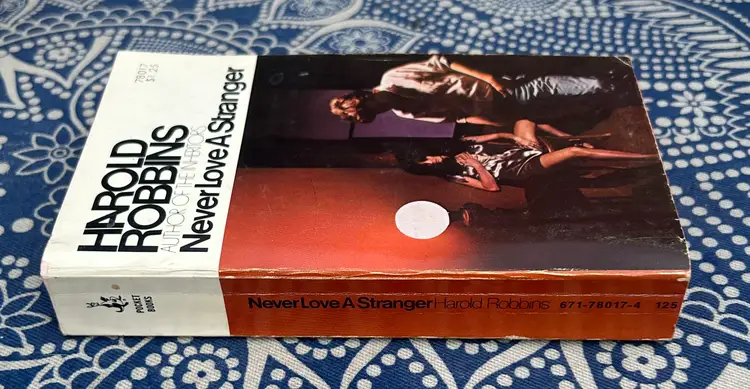 78017
$1.25
HAROLD
ROBBINS
AUTHOR OF THE INHERITORS
Never Love A Stranger
POCKET
BOOKS
Never Love A Stranger Harold Robbins 671-78017-4 125